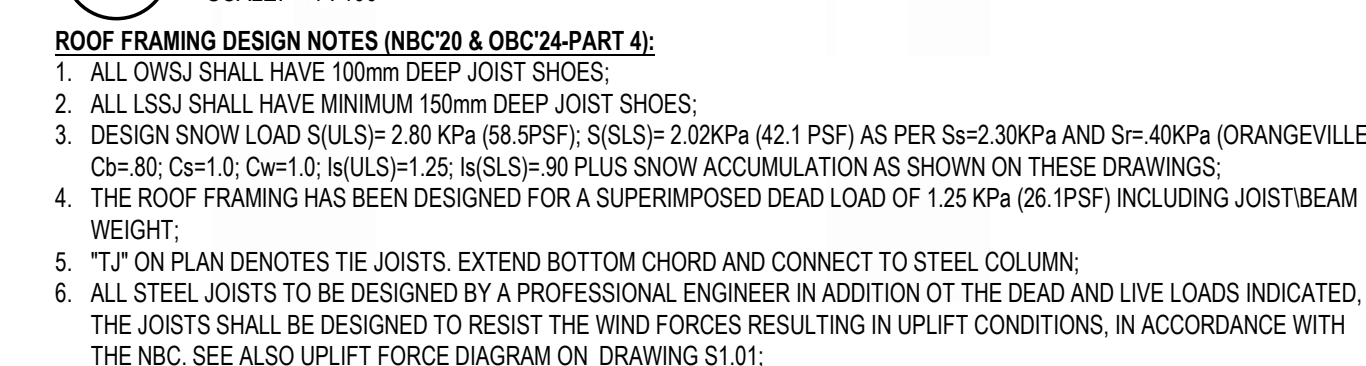 ROOF FRAMING DESIGN NOTES (NBC'20 & OBC'24-PART 4):
1. ALL OWSJ SHALL HAVE 100mm DEEP JOIST SHOES;
2. ALL LSSJ SHALL HAVE MINIMUM 150mm DEEP JOIST SHOES;
3. DESIGN SNOW LOAD S(ULS)= 2.80 KPa (58.5PSF); S(SLS)= 2.02KPa (42.1 PSF) AS PER Ss=2.30KPa AND Sr=.40KPa (ORANGEVILLE
Cb=.80; Cs=1.0; Cw=1.0; Is(ULS)=1.25; Is(SLS)=.90 PLUS SNOW ACCUMULATION AS SHOWN ON THESE DRAWINGS;
4. THE ROOF FRAMING HAS BEEN DESIGNED FOR A SUPERIMPOSED DEAD LOAD OF 1.25 KPa (26.1PSF) INCLUDING JOIST\BEAM
WEIGHT;
5. "TJ" ON PLAN DENOTES TIE JOISTS. EXTEND BOTTOM CHORD AND CONNECT TO STEEL COLUMN;
6. ALL STEEL JOISTS TO BE DESIGNED BY A PROFESSIONAL ENGINEER IN ADDITION OT THE DEAD AND LIVE LOADS INDICATED,
THE JOISTS SHALL BE DESIGNED TO RESIST THE WIND FORCES RESULTING IN UPLIFT CONDITIONS, IN ACCORDANCE WITH
THE NBC. SEE ALSO UPLIFT FORCE DIAGRAM ON DRAWING S1.01;